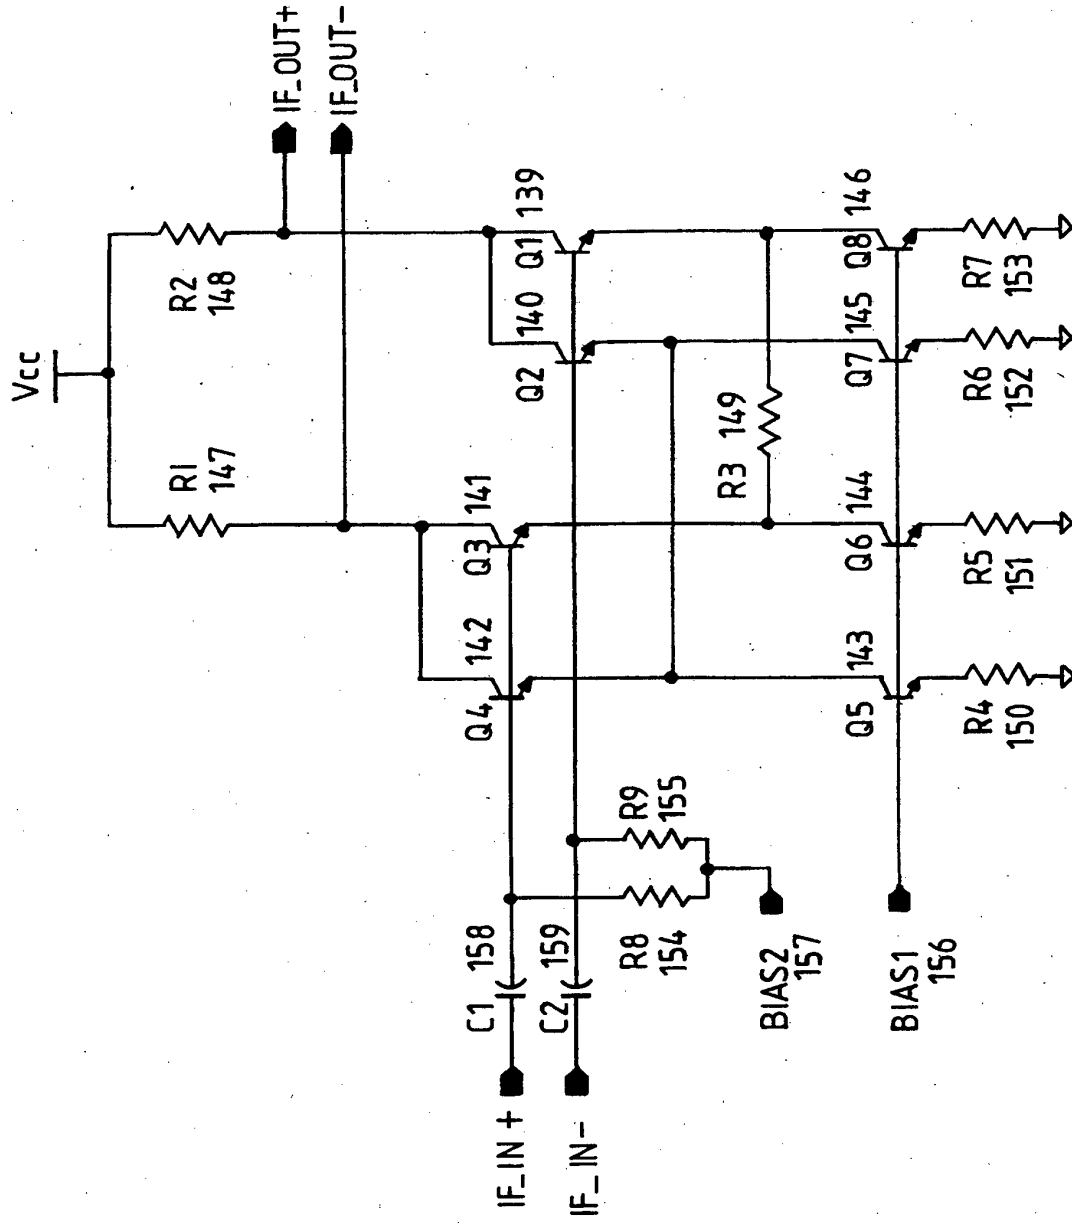 Vcc
R1
147
R2
148
IF_OUT+
IF_OUT-
Q4
142
Q3
141
Q2
140
Q1
139
IF_IN+
C1
158
IF_IN-
C2
159
R8
154
R9
155
R3
149
BIAS2
157
BIAS1
156
Q5
143
Q6
144
Q7
145
Q8
146
R4
150
R5
151
R6
152
R7
153